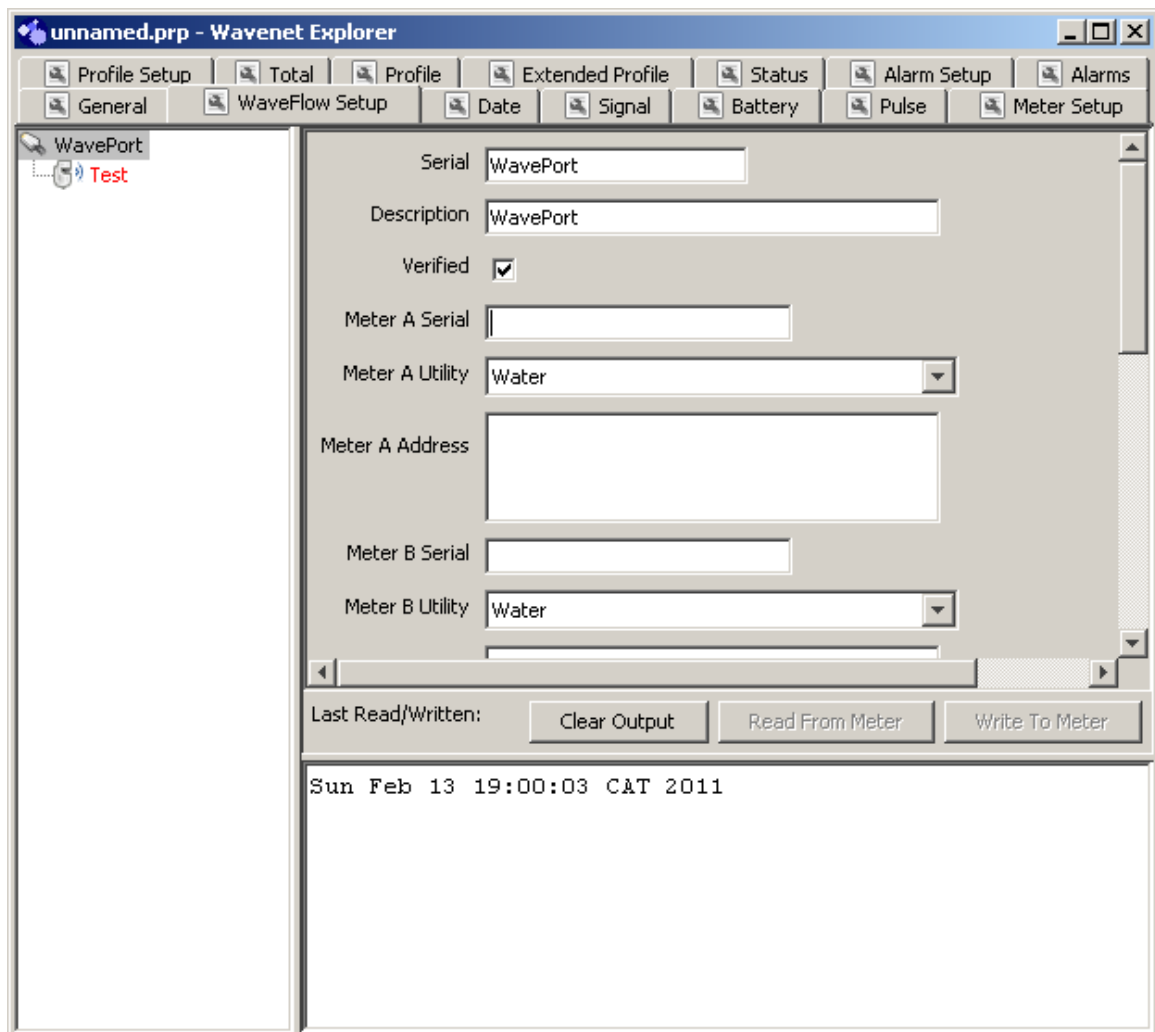 unnamed.prp - Wavenet Explorer
Profile Setup Total Profile Extended Profile Status Alarm Setup Alarms
General WaveFlow Setup Date Signal Battery Pulse Meter Setup
WavePort
Test
Serial WavePort
Description WavePort
Verified
Meter A Serial
Meter A Utility Water
Meter A Address
Meter B Serial
Meter B Utility Water
Last Read/Written: Clear Output Read From Meter Write To Meter
Sun Feb 13 19:00:03 CAT 2011